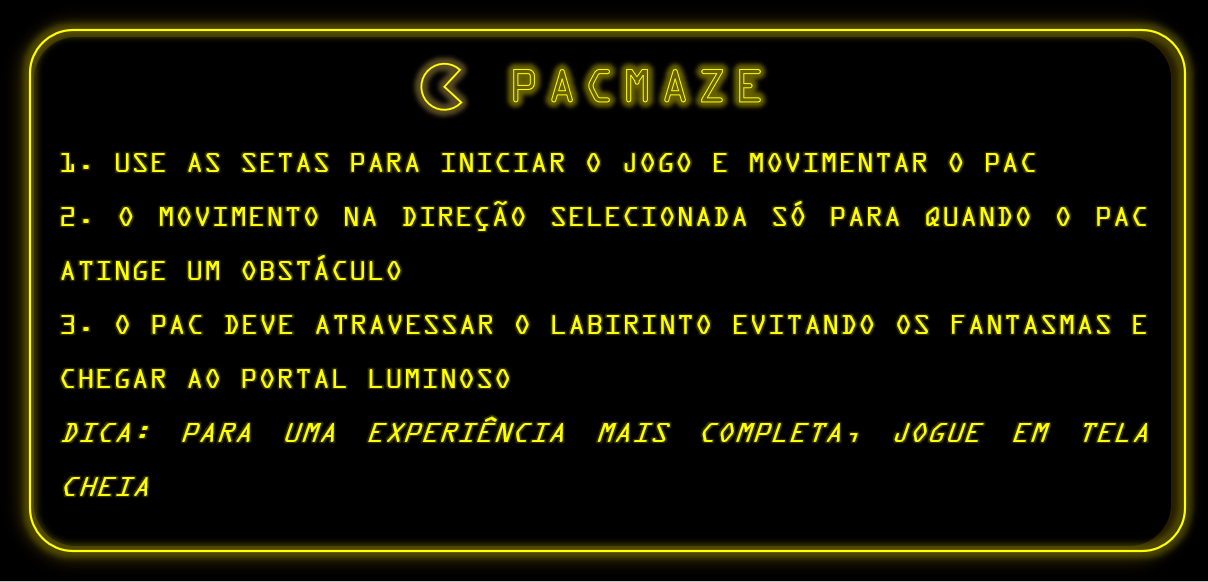 PACMAZE
1. USE AS SETAS PARA INICIAR O JOGO E MOVIMENTAR O PAC
2. O MOVIMENTO NA DIREÇÃO SELECIONADA SÓ PARA QUANDO O PAC
ATINGE UM OBSTÁCULO
3. O PAC DEVE ATRAVESSAR O LABIRINTO EVITANDO OS FANTASMAS E
CHEGAR AO PORTAL LUMINOSO
DICA: PARA UMA EXPERIÊNCIA MAIS COMPLETA, JOGUE EM TELA
CHEIA